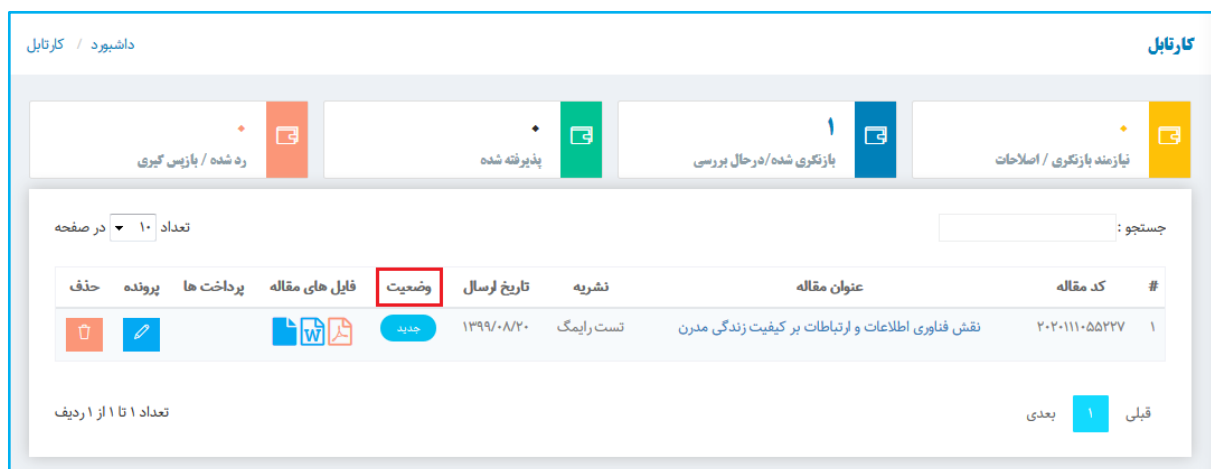 کارتابل
داشبورد / کارتابل
۰
نیازمند بازنگری / اصلاحات
۱
بازنگری شده/درحال بررسی
۰
پذیرفته شده
۰
رد شده / بازپس گیری
جستجو :
تعداد ۱۰ در صفحه
# کد مقاله عنوان مقاله نشریه تاریخ ارسال وضعیت فایل های مقاله پرداخت ها پرونده حذف
۱ ۲۰۲۰۱۱۱۰۵۵۲۲۷ نقش فناوری اطلاعات و ارتباطات بر کیفیت زندگی مدرن تست رایمگ ۱۳۹۹/۰۸/۲۰ جدید
قبلی ۱ بعدی
تعداد ۱ تا ۱ از ۱ ردیف